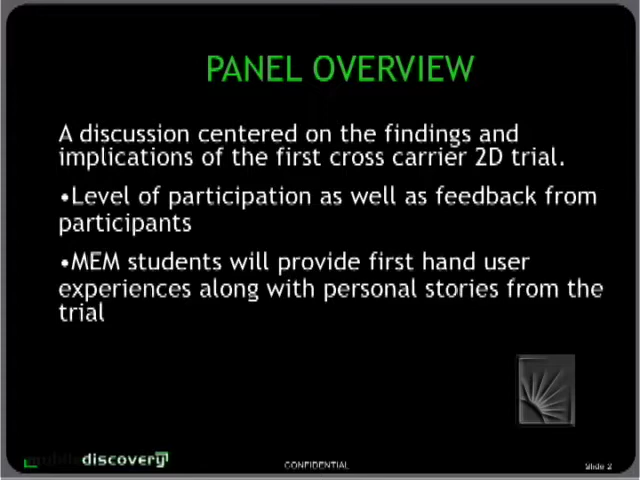 PANEL OVERVIEW
A discussion centered on the findings and
implications of the first cross carrier 2D trial.
•Level of participation as well as feedback from
participants
•MEM students will provide first hand user
experiences along with personal stories from the
trial
mobile discovery
CONFIDENTIAL
Slide 2